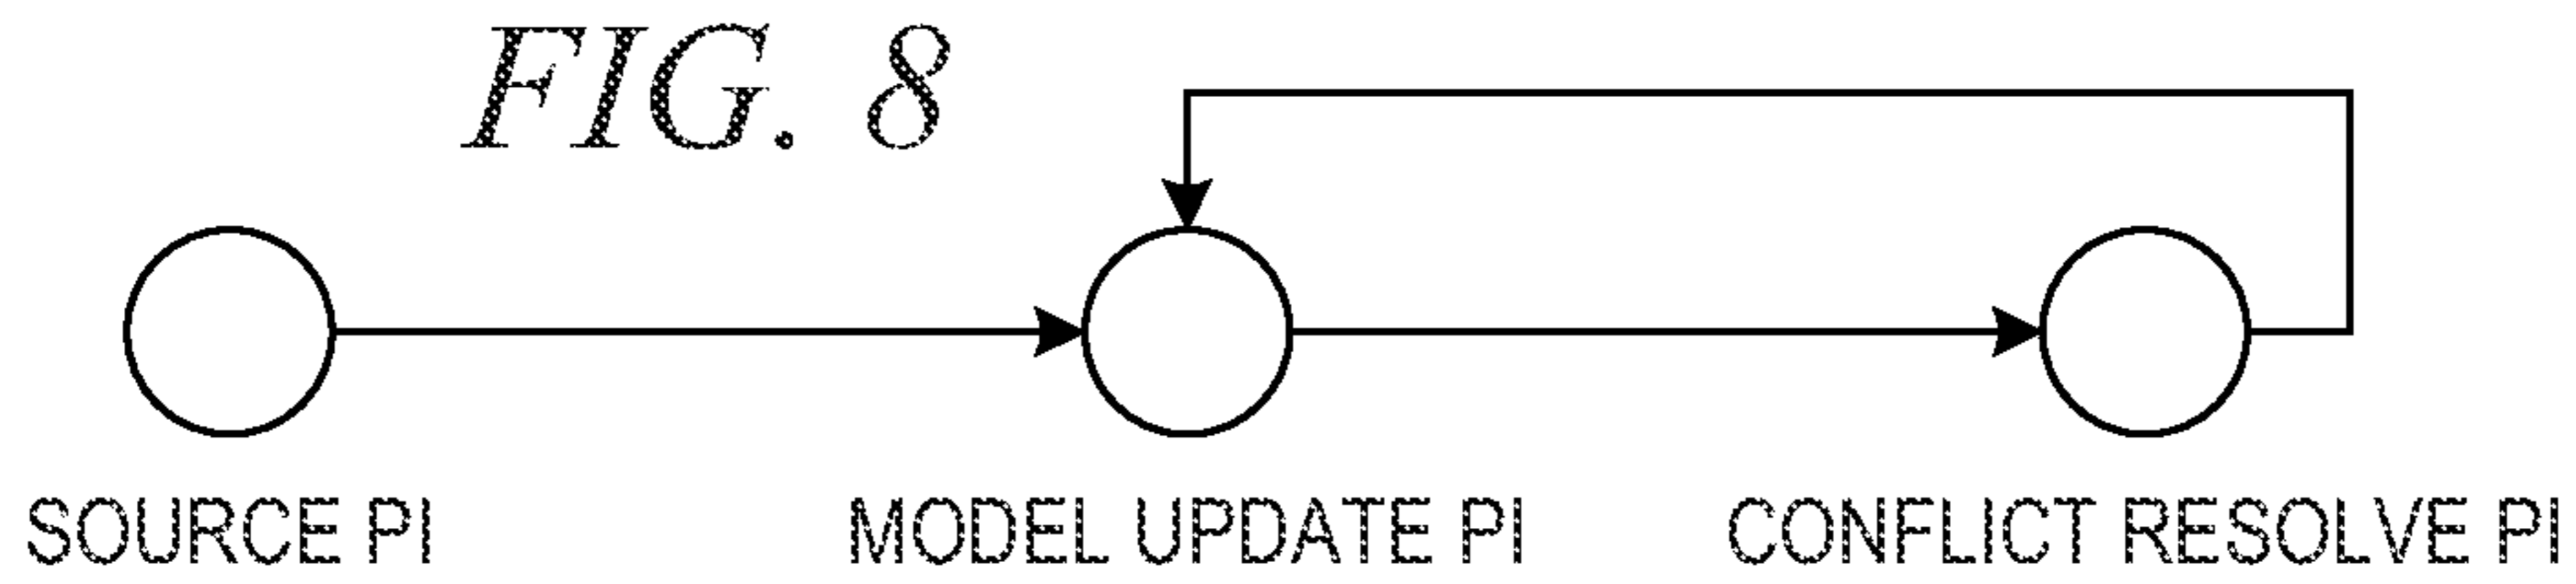 FIG. 8
SOURCE PI
MODEL UPDATE PI
CONFLICT RESOLVE PI